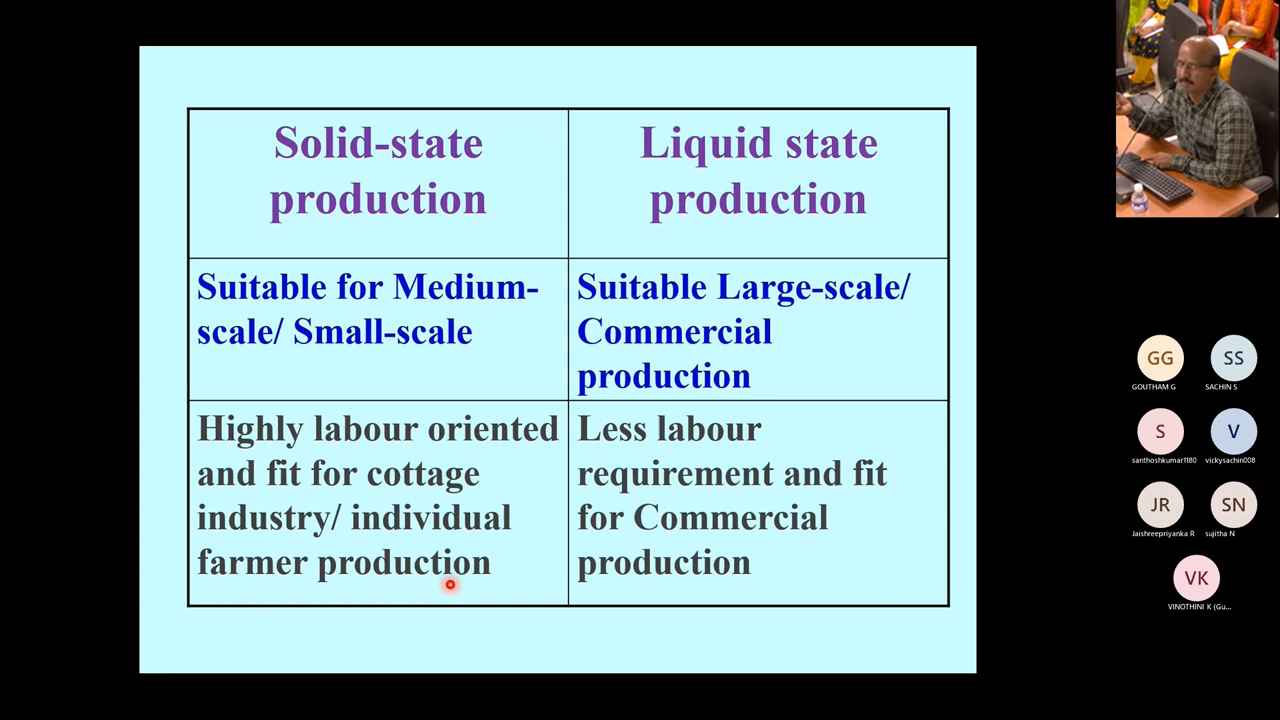 Solid-state
production
Liquid state
production
Suitable for Medium-
scale/ Small-scale
Suitable Large-scale/
Commercial
production
Highly labour oriented
and fit for cottage
industry/ individual
farmer production
Less labour
requirement and fit
for Commercial
production
GG
GOUTHAM G
SS
SACHIN S
S
santhoshkumar1180
V
vickysachin008
JR
Jaishreepriyanka R
SN
sujitha N
VK
VINOTHINI K (Gu...